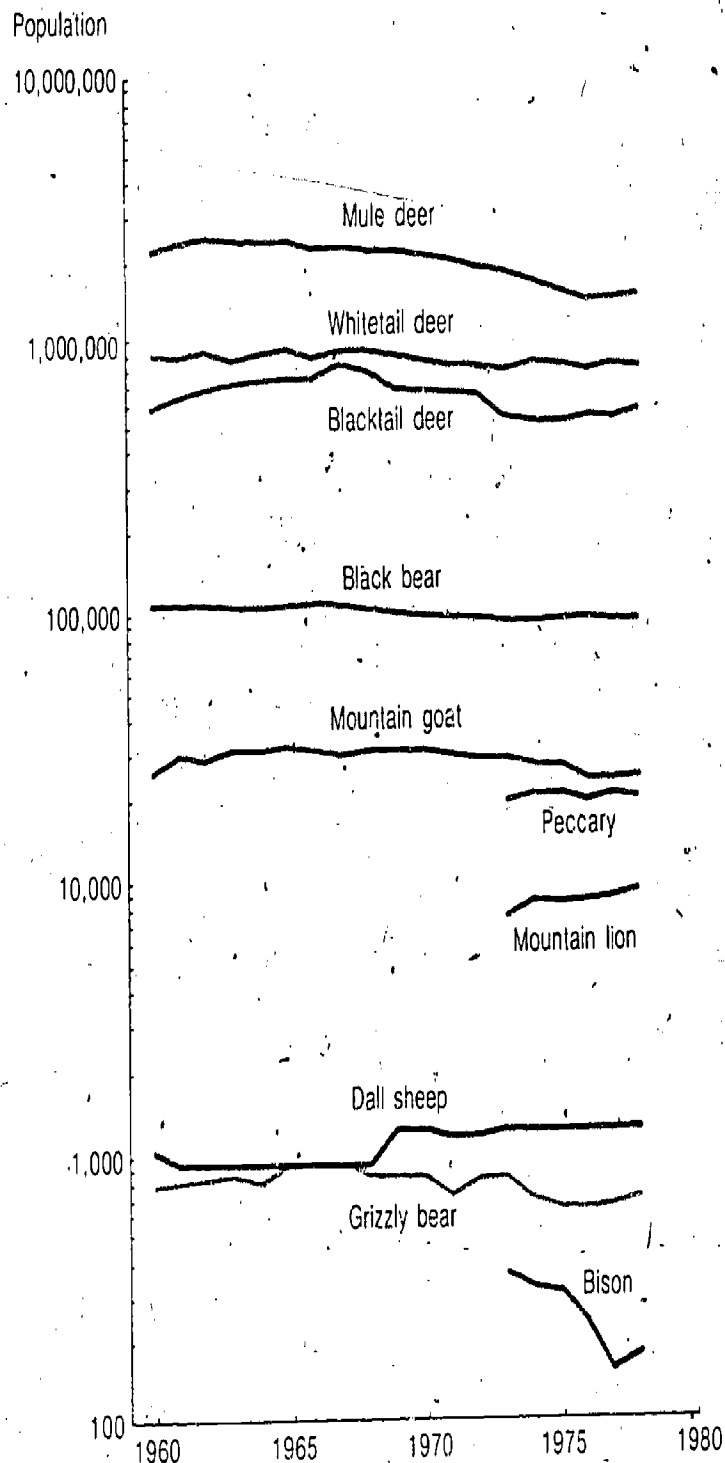 Population
10,000,000
Mule deer
Whitetail deer
1,000,000
Blacktail deer
Black bear
100,000
Mountain goat
Peccary
10,000
Mountain lion
Dall sheep
1,000
Grizzly bear
Bison
100
1960 1965 1970 1975 1980